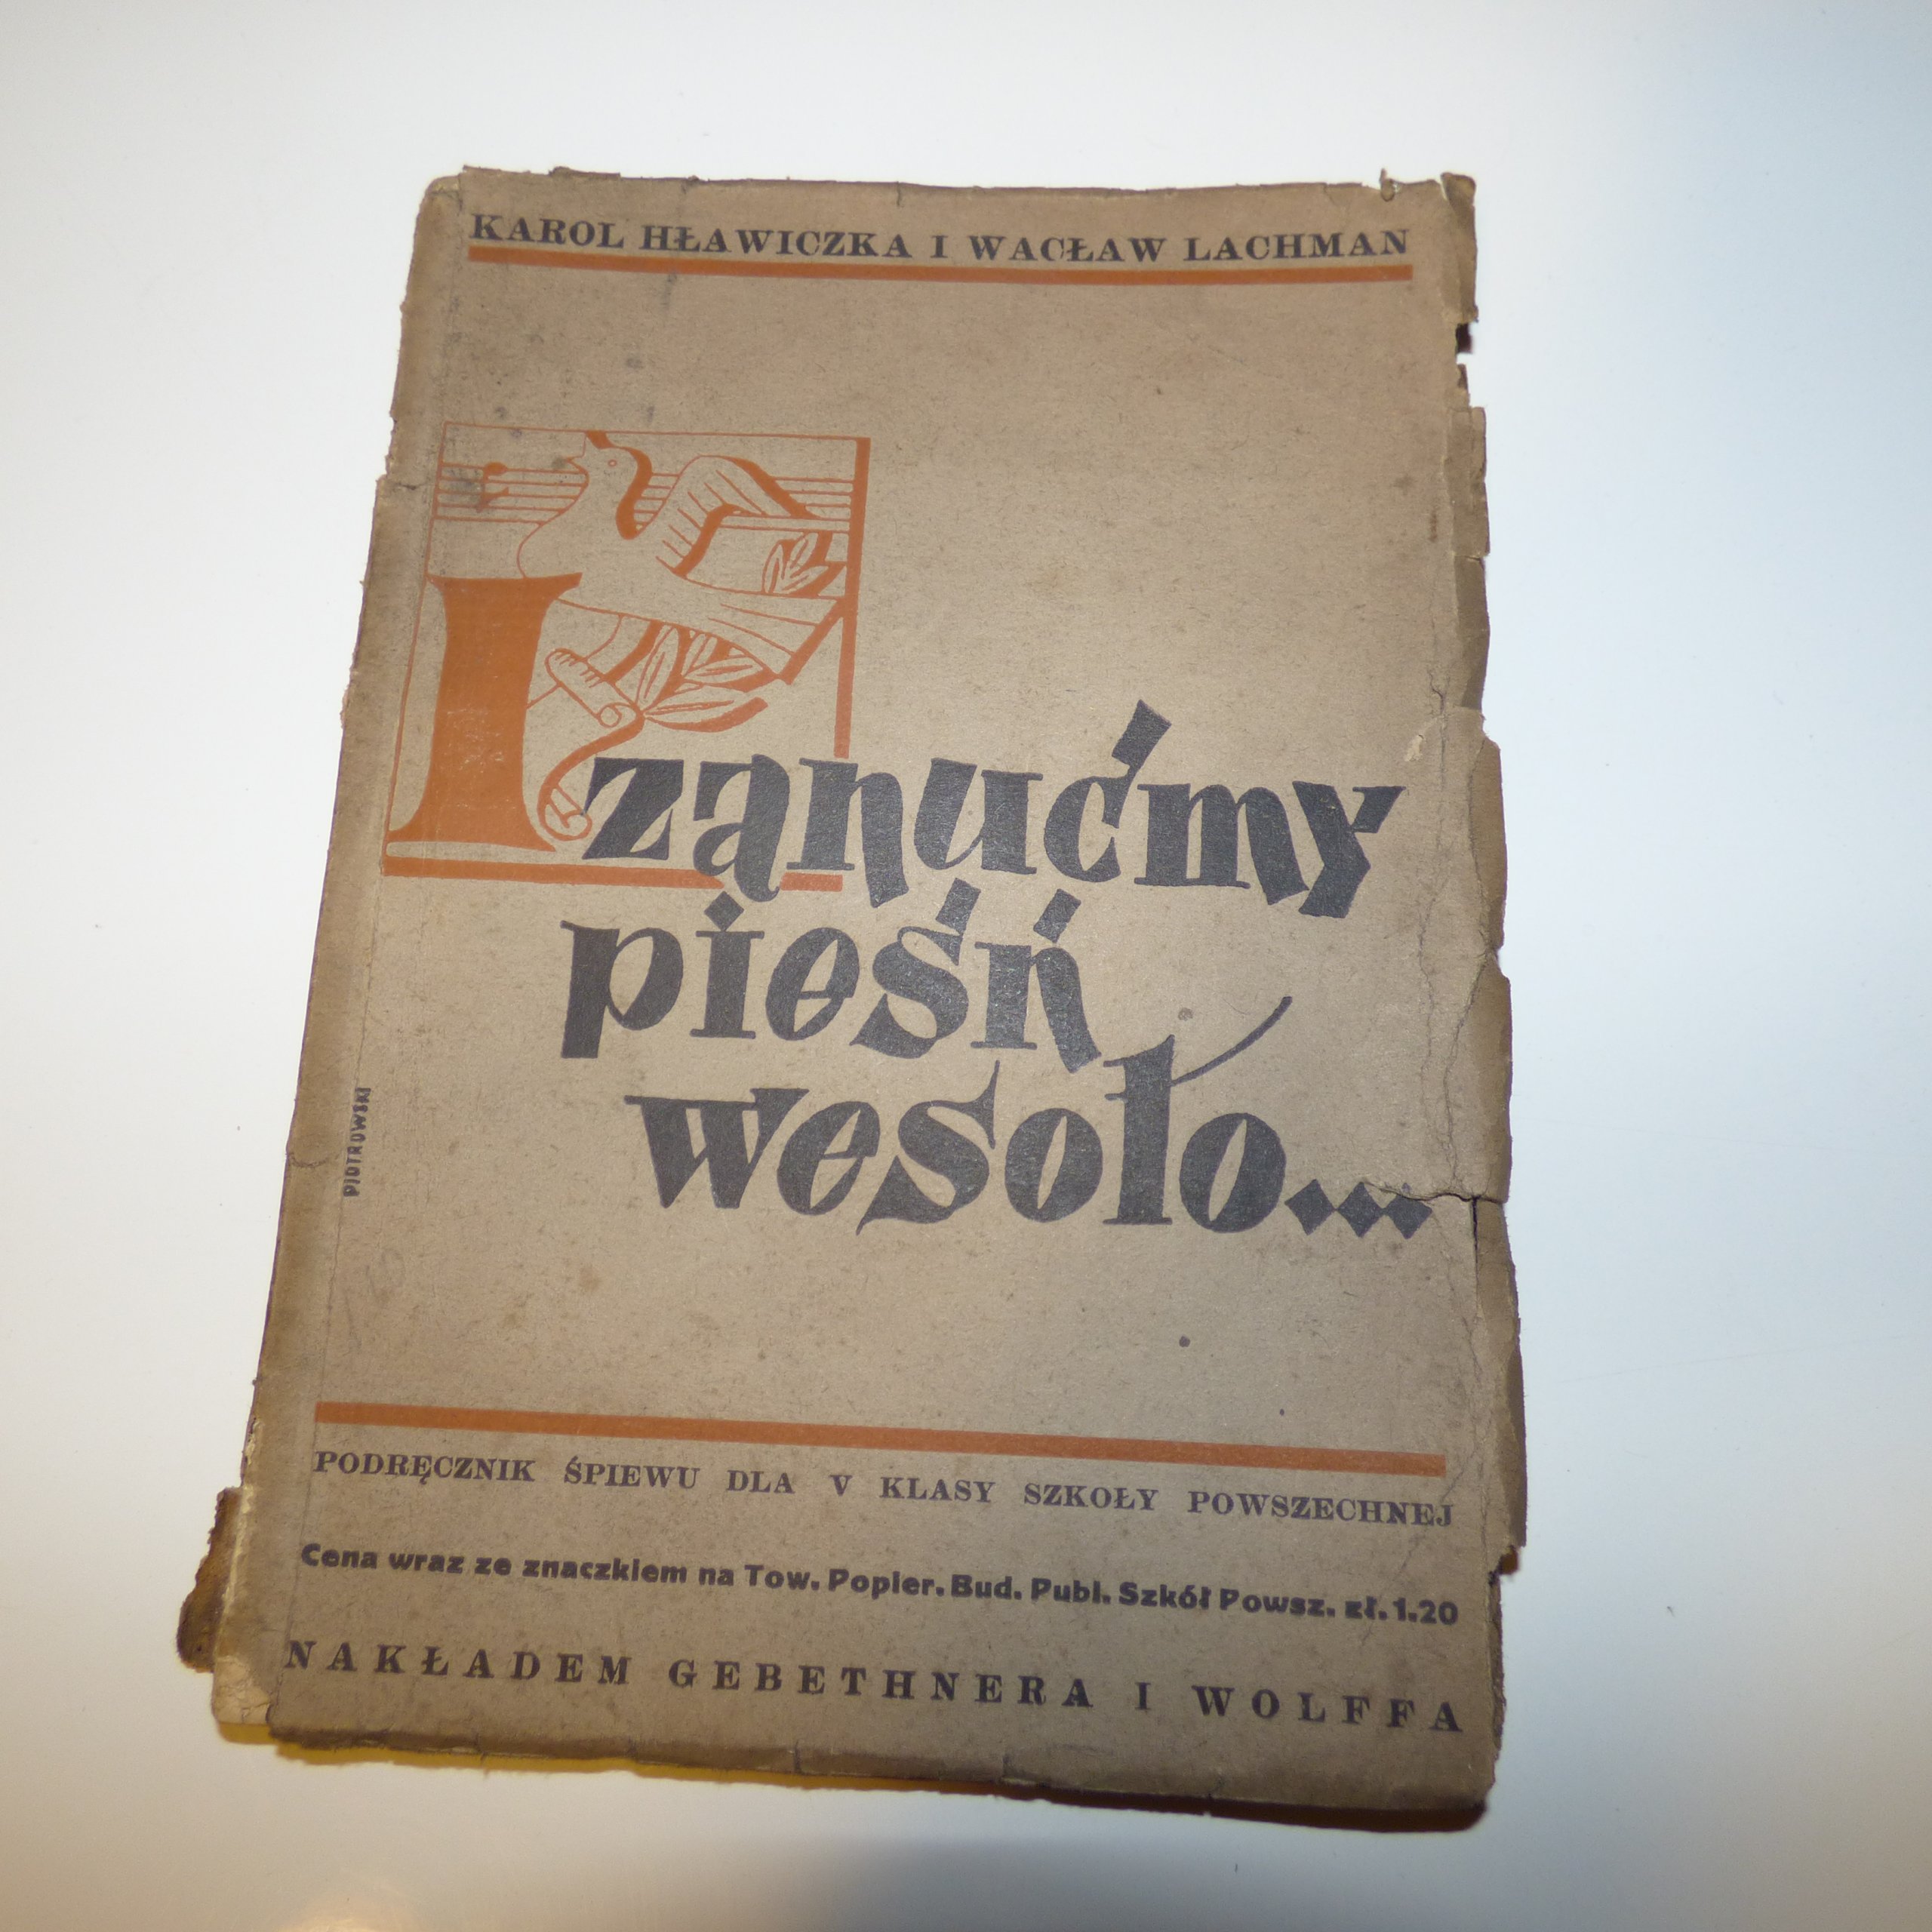 KAROL HŁAWICZKA I WACŁAW LACHMAN
I zanućmy
pieśń
wesoło...
PIOTROWSKI
PODRĘCZNIK ŚPIEWU DLA V KLASY SZKOŁY POWSZECHNEJ
Cena wraz ze znaczkiem na Tow. Popier. Bud. Publ. Szkół Powsz. zł. 1.20
NAKŁADEM GEBETHNERA I WOLFFA